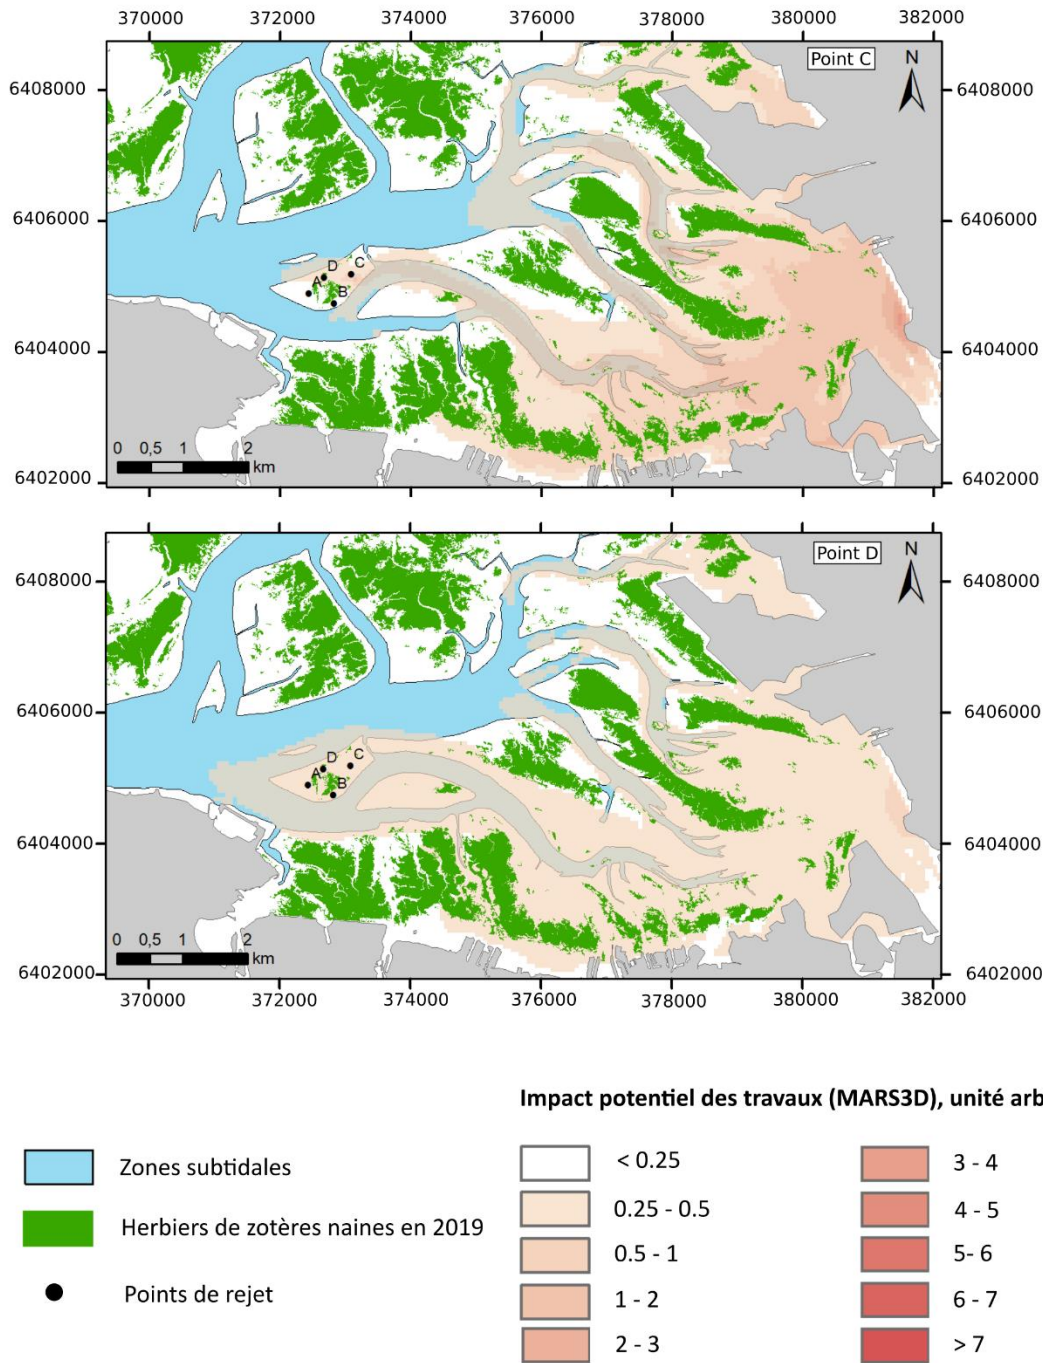 370000 372000 374000 376000 378000 380000 382000
Point C
N
6408000 6408000
6406000 6406000
D C
A B
6404000 6404000
0 0,5 1 2
km
6402000 6402000
Point D
N
6408000 6408000
6406000 6406000
D C
A B
6404000 6404000
0 0,5 1 2
km
6402000 6402000
370000 372000 374000 376000 378000 380000 382000
Impact potentiel des travaux (MARS3D), unité arb
Zones subtidales
Herbiers de zotères naines en 2019
Points de rejet
< 0.25
0.25 - 0.5
0.5 - 1
1 - 2
2 - 3
3 - 4
4 - 5
5- 6
6 - 7
> 7